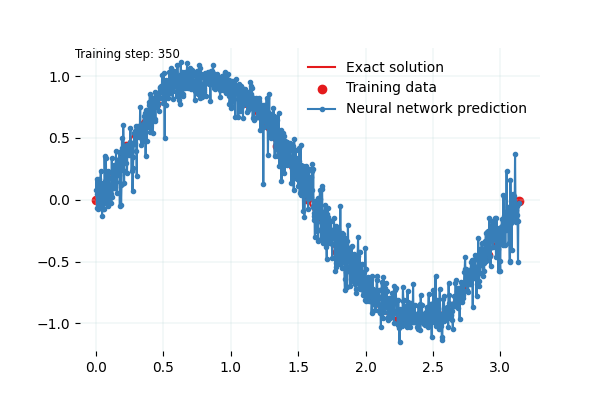 Training step: 350
Exact solution
Training data
Neural network prediction
1.0
0.5
0.0
−0.5
−1.0
0.0 0.5 1.0 1.5 2.0 2.5 3.0